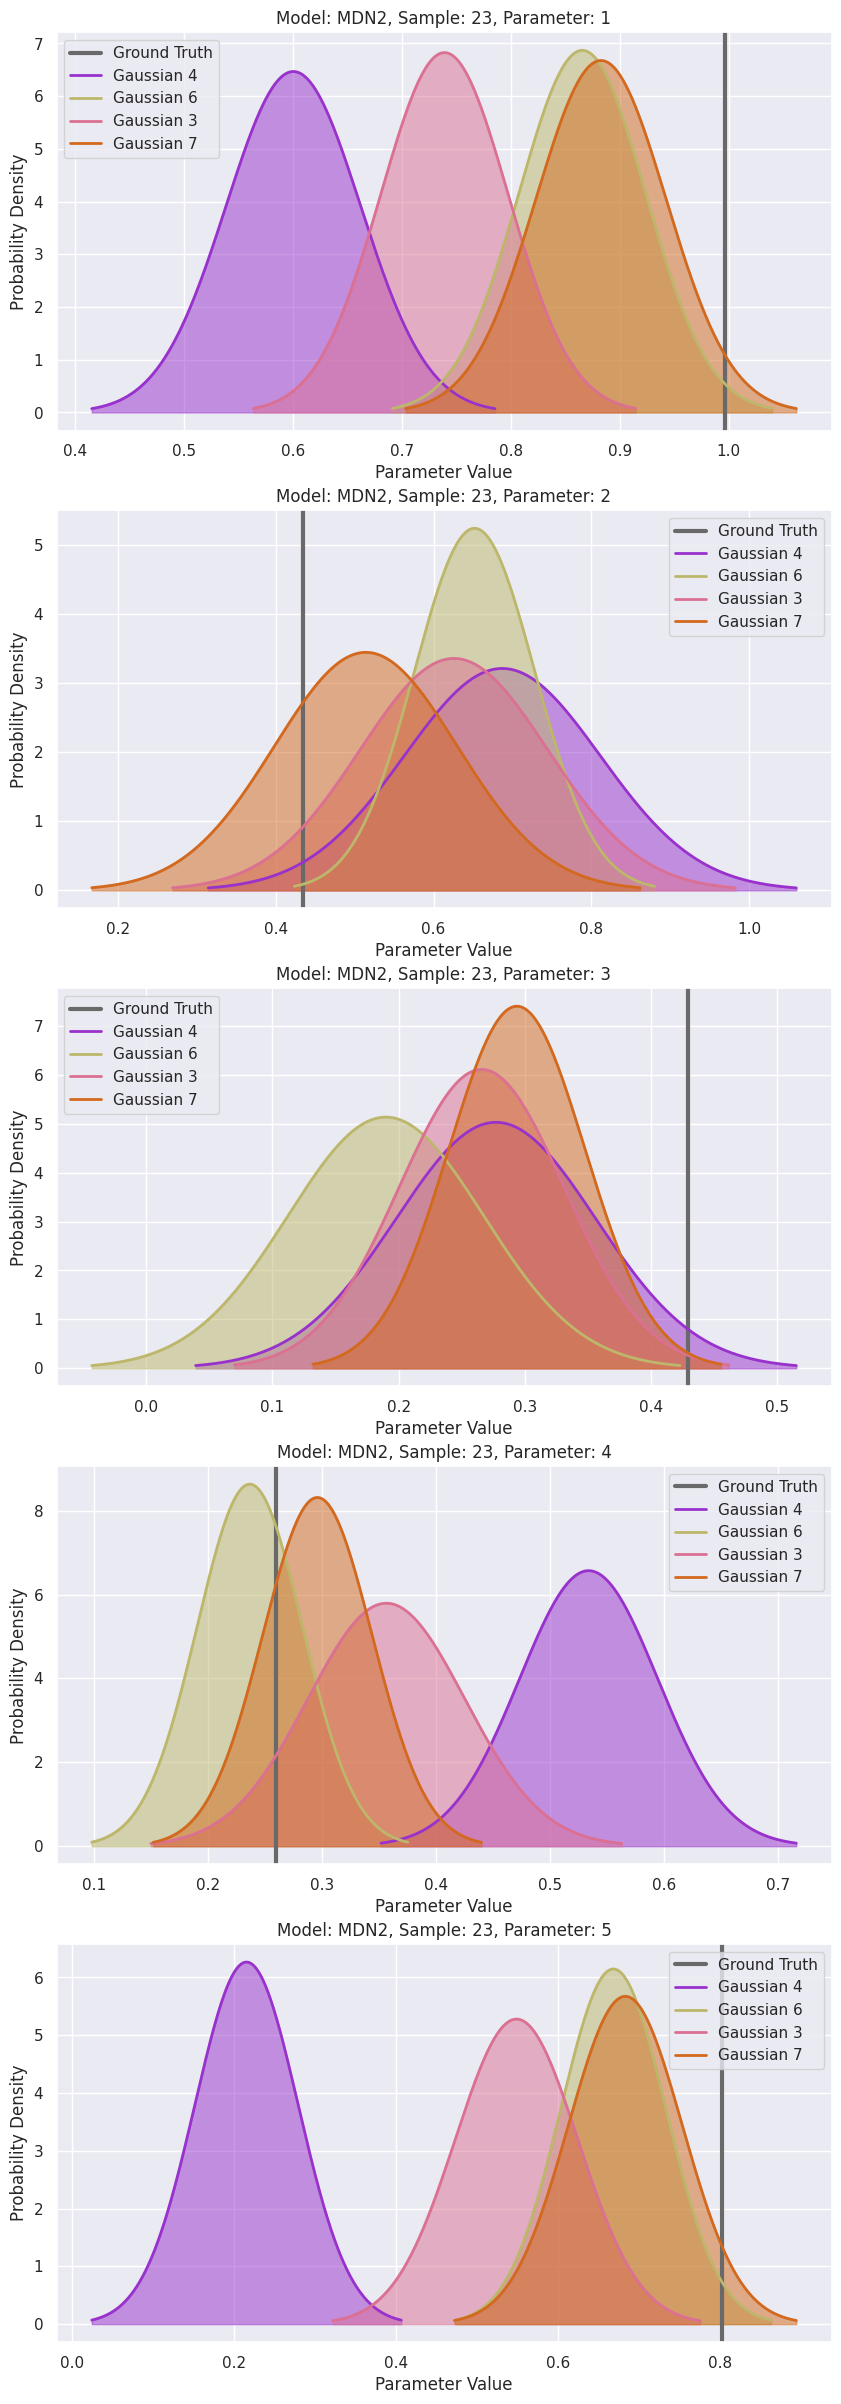 Model: MDN2, Sample: 23, Parameter: 1
Probability Density
7
6
5
4
3
2
1
0
Ground Truth
Gaussian 4
Gaussian 6
Gaussian 3
Gaussian 7
0.4 0.5 0.6 0.7 0.8 0.9 1.0
Parameter Value
Model: MDN2, Sample: 23, Parameter: 2
Probability Density
5
4
3
2
1
0
Ground Truth
Gaussian 4
Gaussian 6
Gaussian 3
Gaussian 7
0.2 0.4 0.6 0.8 1.0
Parameter Value
Model: MDN2, Sample: 23, Parameter: 3
Probability Density
7
6
5
4
3
2
1
0
Ground Truth
Gaussian 4
Gaussian 6
Gaussian 3
Gaussian 7
0.0 0.1 0.2 0.3 0.4 0.5
Parameter Value
Model: MDN2, Sample: 23, Parameter: 4
Probability Density
8
6
4
2
0
Ground Truth
Gaussian 4
Gaussian 6
Gaussian 3
Gaussian 7
0.1 0.2 0.3 0.4 0.5 0.6 0.7
Parameter Value
Model: MDN2, Sample: 23, Parameter: 5
Probability Density
6
5
4
3
2
1
0
Ground Truth
Gaussian 4
Gaussian 6
Gaussian 3
Gaussian 7
0.0 0.2 0.4 0.6 0.8
Parameter Value